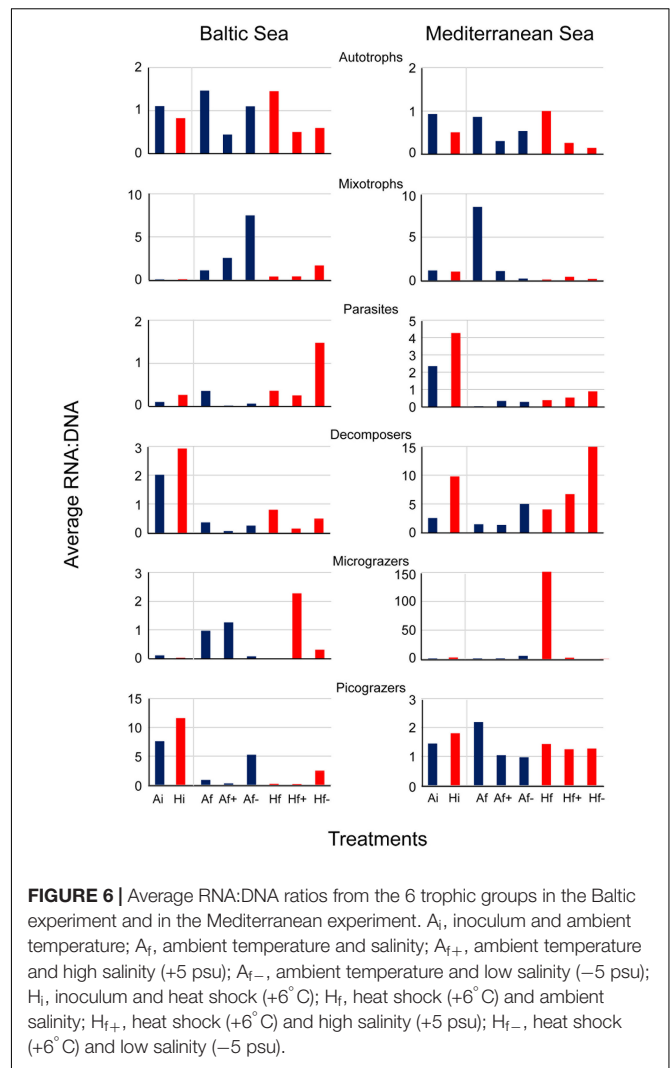 Baltic Sea Mediterranean Sea
Autotrophs
2 2
1 1
0 0
Mixotrophs
10 10
5 5
0 0
Parasites
2 5
4
1 3
2
1
0 0
Decomposers
3 15
2 10
1 5
0 0
Micrograzers
3 150
2 100
1 50
0 0
Picograzers
15 3
10 2
5 1
0 0
Ai Hi Af Af+ Af- Hf Hf+ Hf- Ai Hi Af Af+ Af- Hf Hf+ Hf-
Average RNA:DNA
Treatments
FIGURE 6 | Average RNA:DNA ratios from the 6 trophic groups in the Baltic
experiment and in the Mediterranean experiment. Ai, inoculum and ambient
temperature; Af, ambient temperature and salinity; Af+, ambient temperature
and high salinity (+5 psu); Af−, ambient temperature and low salinity (−5 psu);
Hi, inoculum and heat shock (+6°C); Hf, heat shock (+6°C) and ambient
salinity; Hf+, heat shock (+6°C) and high salinity (+5 psu); Hf−, heat shock
(+6°C) and low salinity (−5 psu).